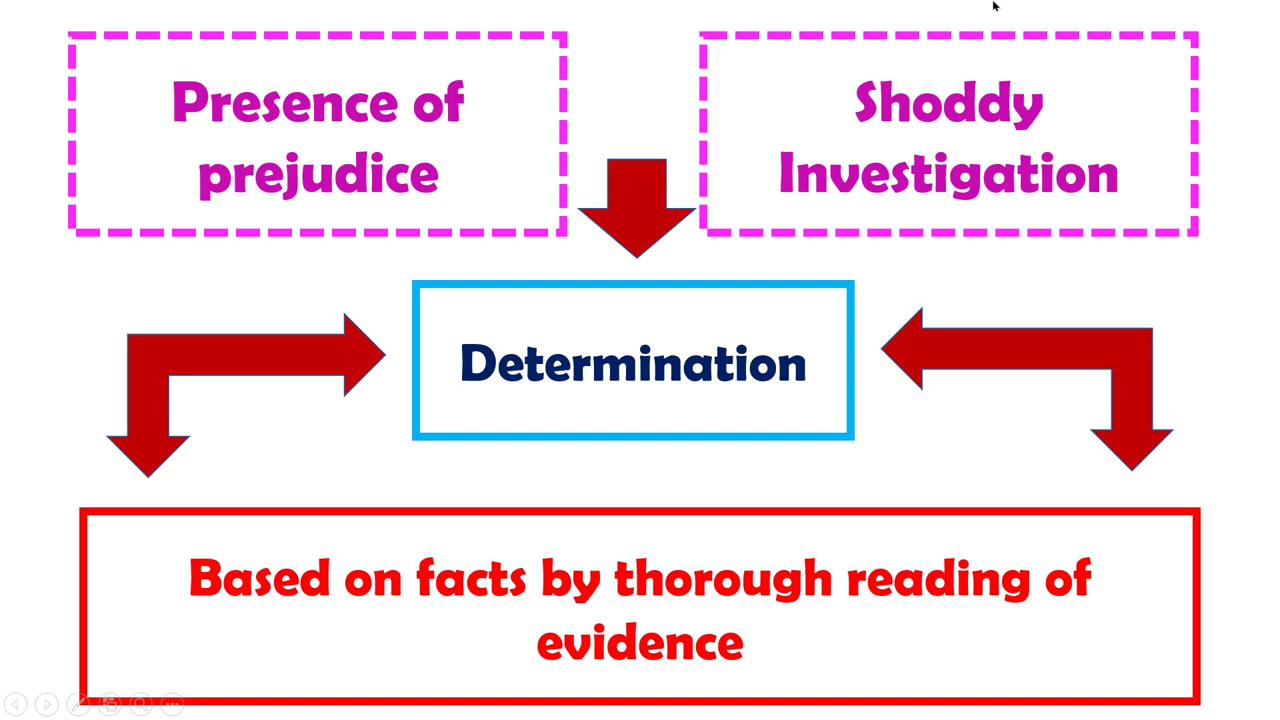 Presence of
prejudice
Shoddy
Investigation
Determination
Based on facts by thorough reading of
evidence